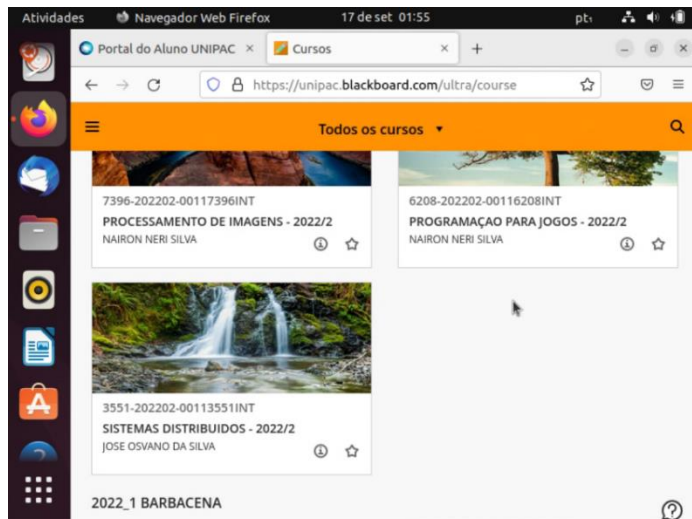 Atividades Navegador Web Firefox 17 de set 01:55 pt₁
Portal do Aluno UNIPAC × Cursos × +
https://unipac.blackboard.com/ultra/course
Todos os cursos
7396-202202-00117396INT
PROCESSAMENTO DE IMAGENS - 2022/2
NAIRON NERI SILVA
6208-202202-00116208INT
PROGRAMAÇAO PARA JOGOS - 2022/2
NAIRON NERI SILVA
3551-202202-00113551INT
SISTEMAS DISTRIBUIDOS - 2022/2
JOSE OSVANO DA SILVA
2022_1 BARBACENA